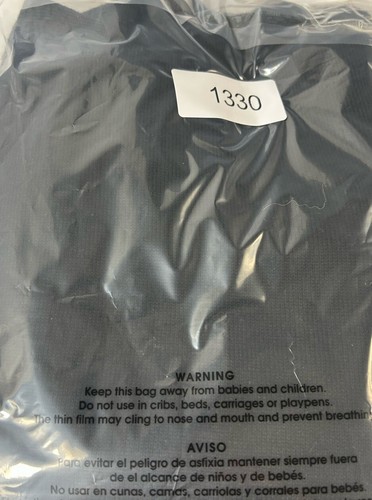 1330
WARNING
Keep this bag away from babies and children.
Do not use in cribs, beds, carriages or playpens.
The thin film may cling to nose and mouth and prevent breathin
AVISO
Para evitar el peligro de asfixia mantener siempre fuera
de el alcance de niños y de bebés.
No usar en cunas, camas, carriolas y corrales para bebés